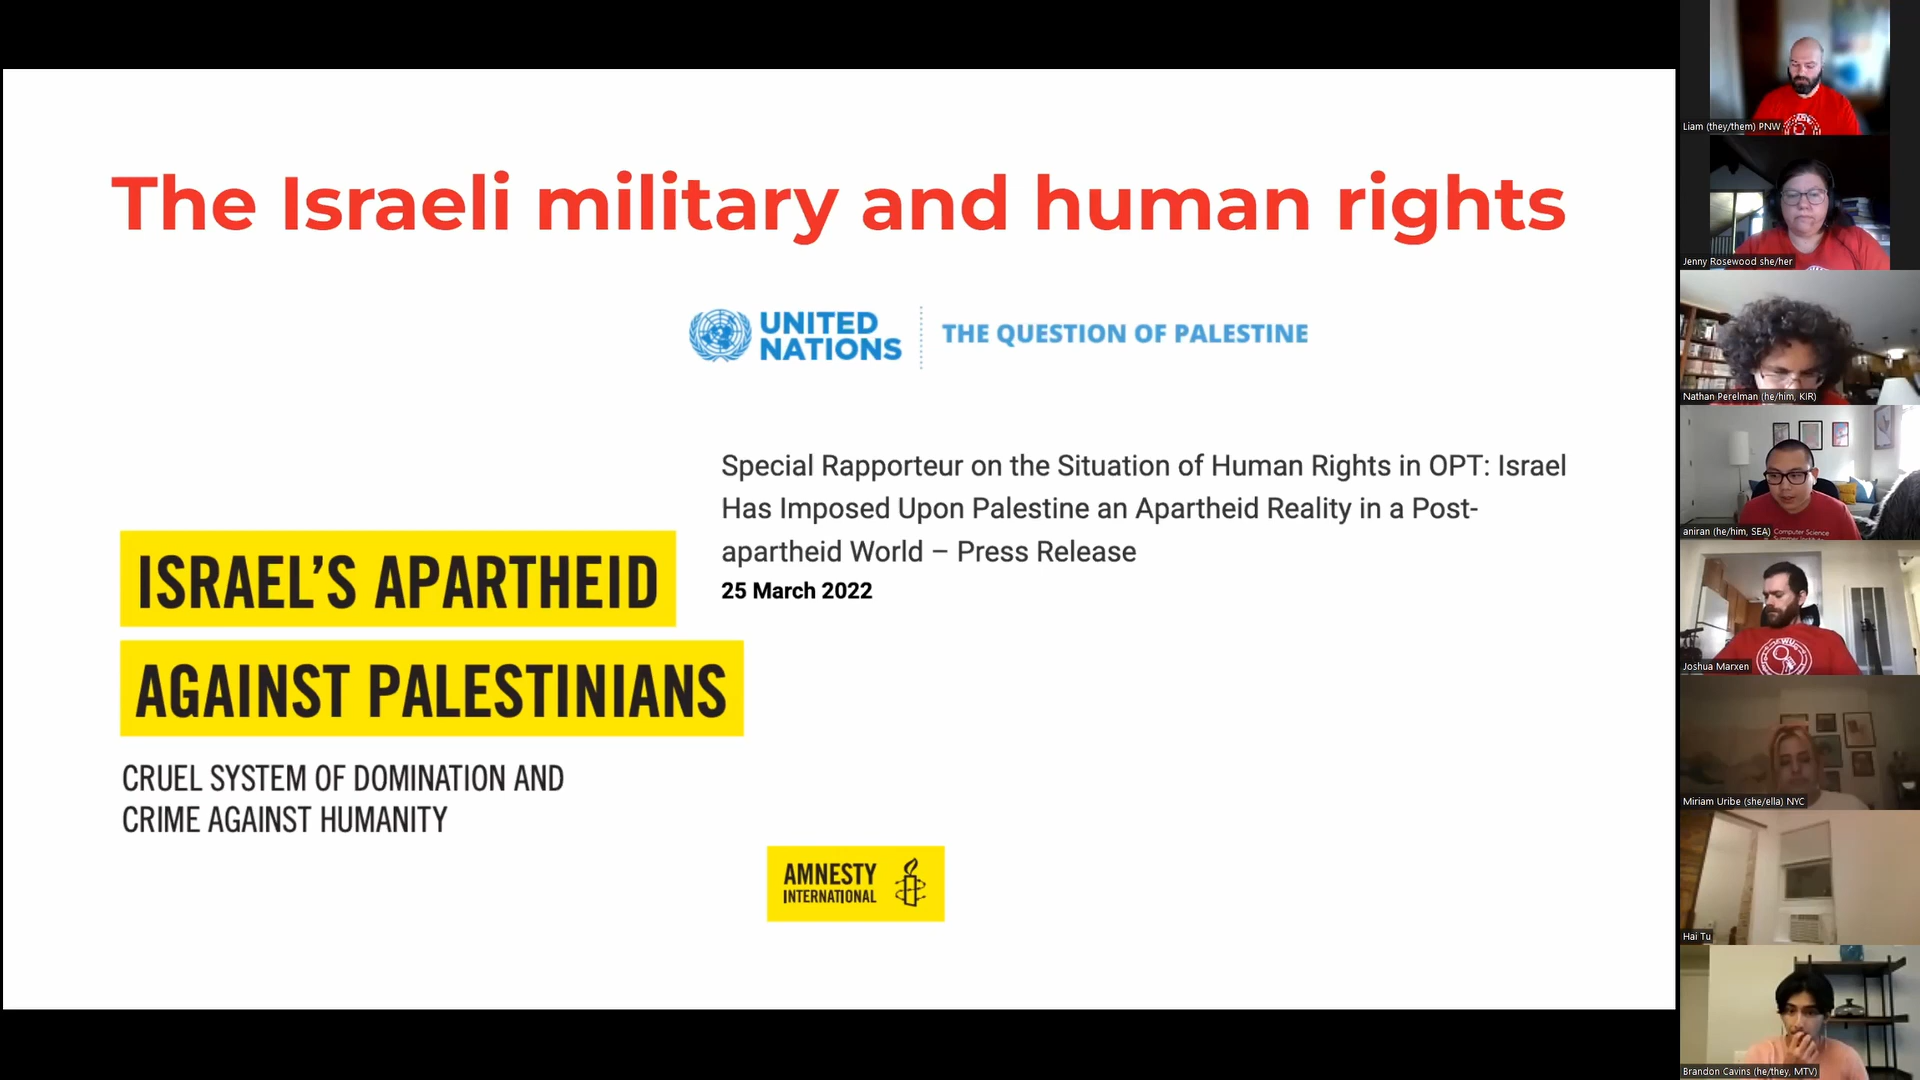 The Israeli military and human rights
UNITED
NATIONS
THE QUESTION OF PALESTINE
Special Rapporteur on the Situation of Human Rights in OPT: Israel
Has Imposed Upon Palestine an Apartheid Reality in a Post-
apartheid World – Press Release
25 March 2022
ISRAEL'S APARTHEID
AGAINST PALESTINIANS
CRUEL SYSTEM OF DOMINATION AND
CRIME AGAINST HUMANITY
AMNESTY
INTERNATIONAL
Liam (they/them) PNW
Jenny Rosewood she/her
Nathan Perelman (he/him, KIR)
aniran (he/him, SEA)
Computer Science
Joshua Marxen
Miriam Uribe (she/ella) NYC
Hai Tu
Brandon Cavins (he/they, MTV)